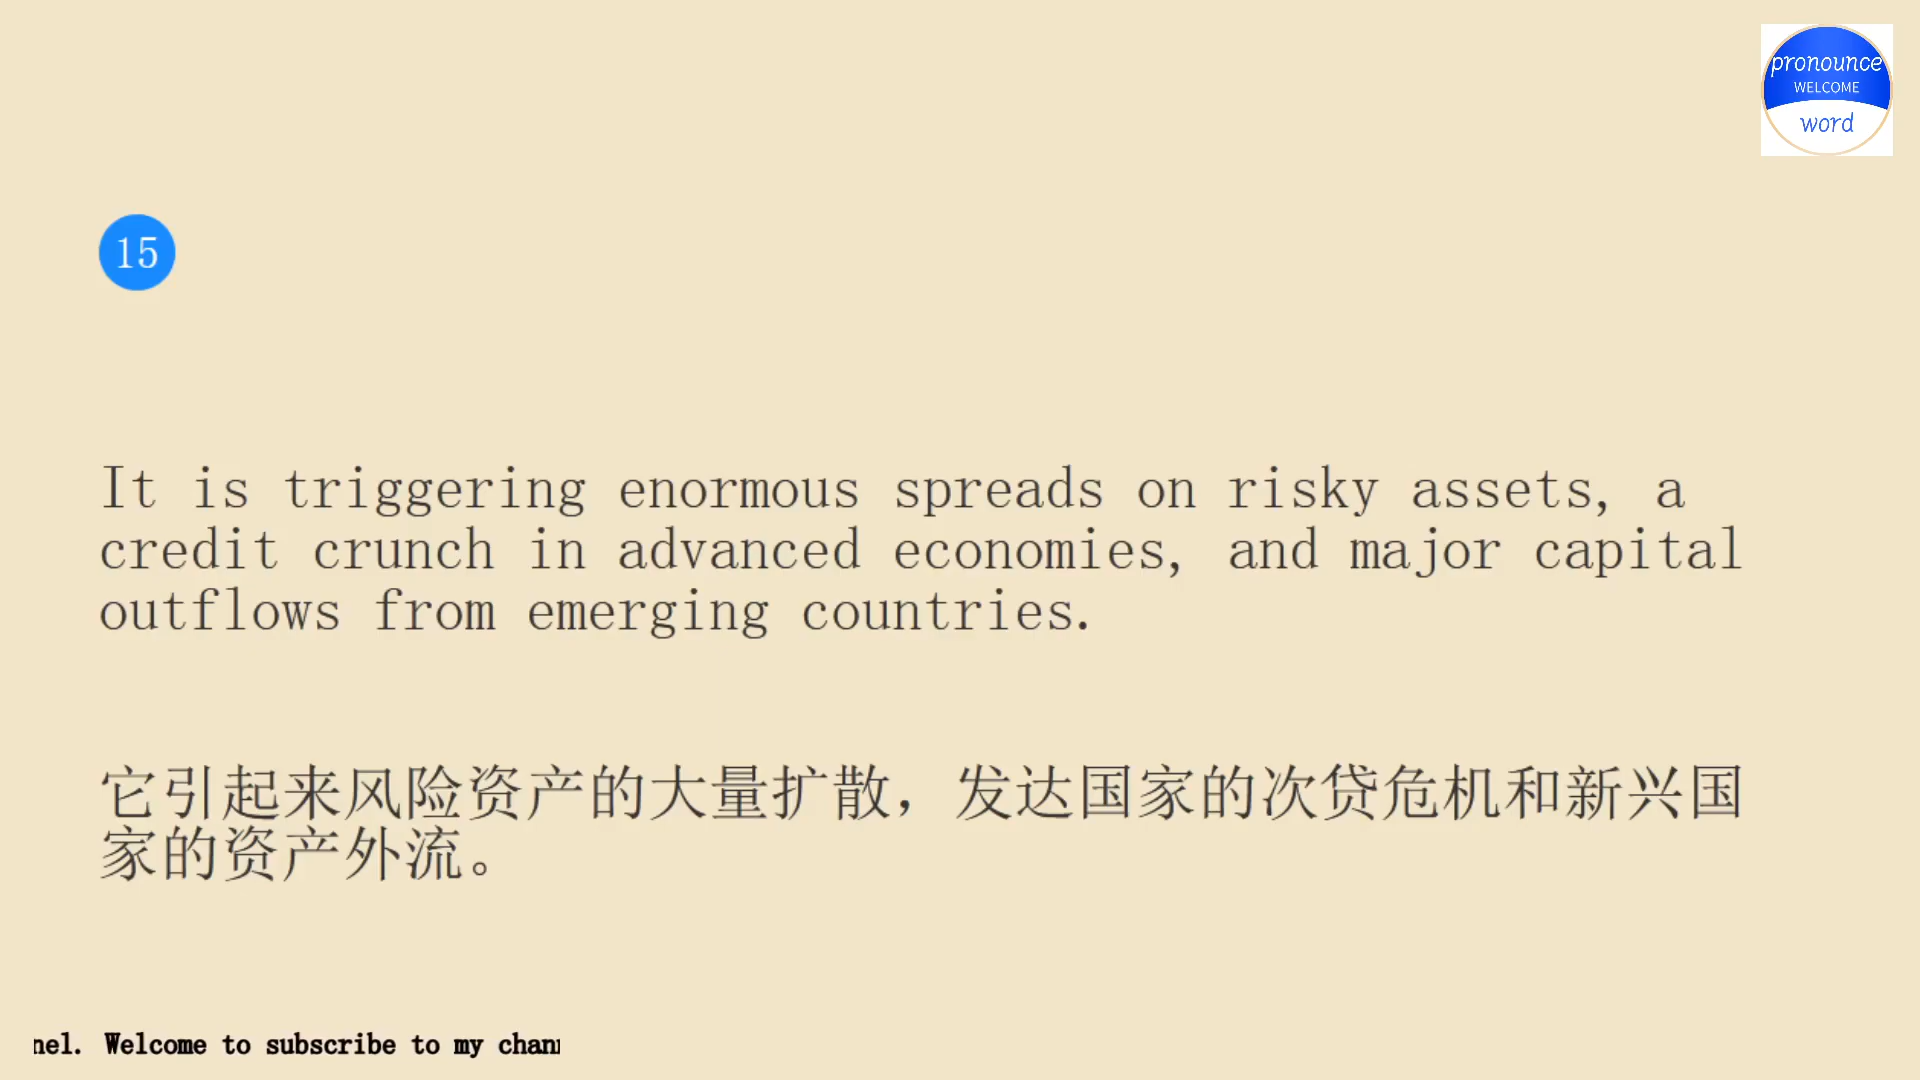 pronounce
WELCOME
word
15
It is triggering enormous spreads on risky assets, a
credit crunch in advanced economies, and major capital
outflows from emerging countries.
它引起来风险资产的大量扩散，发达国家的次贷危机和新兴国
家的资产外流。
nel. Welcome to subscribe to my chann